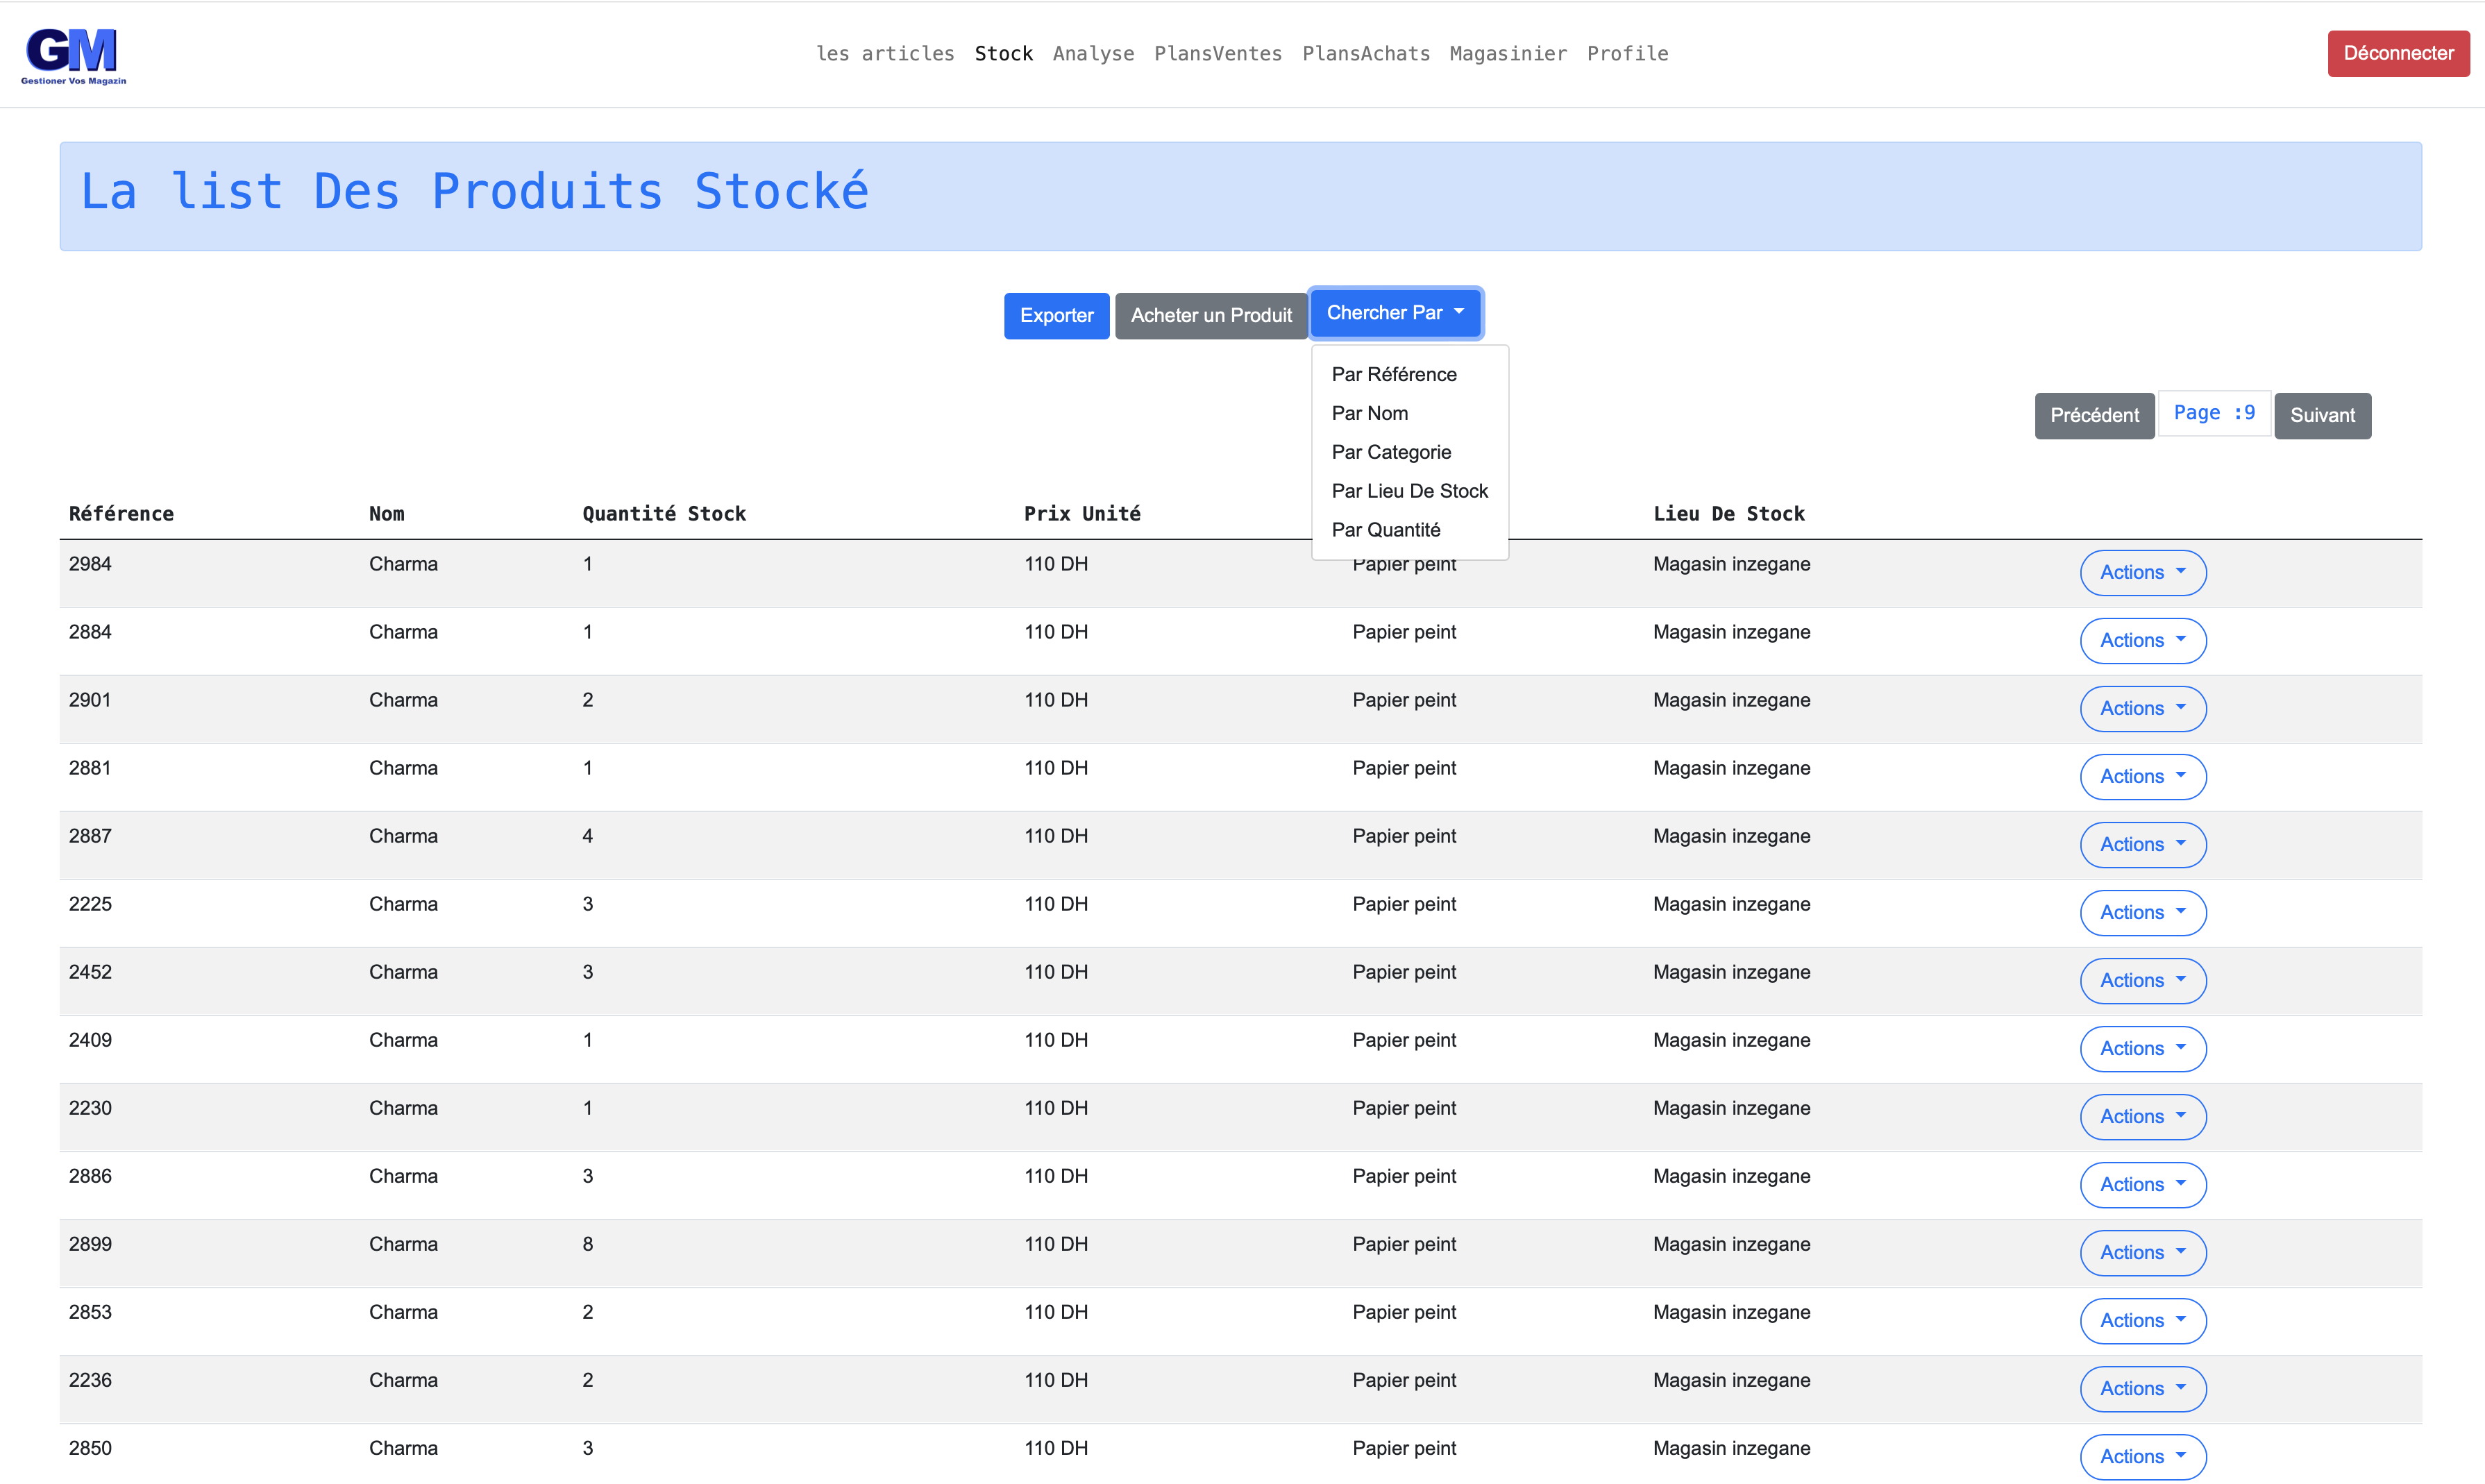 GM
Gestioner Vos Magazin
les articles Stock Analyse PlansVentes PlansAchats Magasinier Profile
Déconnecter
La list Des Produits Stocké
Exporter Acheter un Produit Chercher Par
Par Référence
Par Nom
Par Categorie
Par Lieu De Stock
Par Quantité
Précédent Page :9 Suivant
Référence Nom Quantité Stock Prix Unité Lieu De Stock
2984 Charma 1 110 DH Papier peint Magasin inzegane Actions
2884 Charma 1 110 DH Papier peint Magasin inzegane Actions
2901 Charma 2 110 DH Papier peint Magasin inzegane Actions
2881 Charma 1 110 DH Papier peint Magasin inzegane Actions
2887 Charma 4 110 DH Papier peint Magasin inzegane Actions
2225 Charma 3 110 DH Papier peint Magasin inzegane Actions
2452 Charma 3 110 DH Papier peint Magasin inzegane Actions
2409 Charma 1 110 DH Papier peint Magasin inzegane Actions
2230 Charma 1 110 DH Papier peint Magasin inzegane Actions
2886 Charma 3 110 DH Papier peint Magasin inzegane Actions
2899 Charma 8 110 DH Papier peint Magasin inzegane Actions
2853 Charma 2 110 DH Papier peint Magasin inzegane Actions
2236 Charma 2 110 DH Papier peint Magasin inzegane Actions
2850 Charma 3 110 DH Papier peint Magasin inzegane Actions